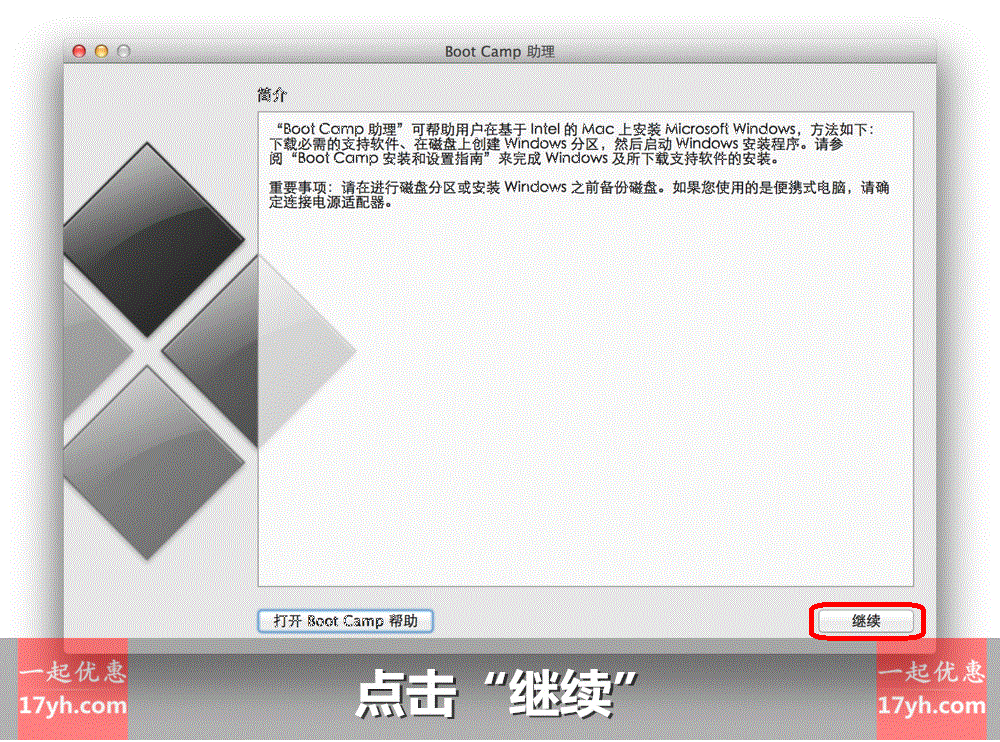 Boot Camp 助理
简介
“Boot Camp 助理”可帮助用户在基于 Intel 的 Mac 上安装 Microsoft Windows，方法如下：
下载必需的支持软件、在磁盘上创建 Windows 分区，然后启动 Windows 安装程序。请参
阅“Boot Camp 安装和设置指南”来完成 Windows 及所下载支持软件的安装。
重要事项：请在进行磁盘分区或安装 Windows 之前备份磁盘。如果您使用的是便携式电脑，请确
定连接电源适配器。
打开 Boot Camp 帮助
继续
一起优惠
17yh.com
点击“继续”
一起优惠
17yh.com